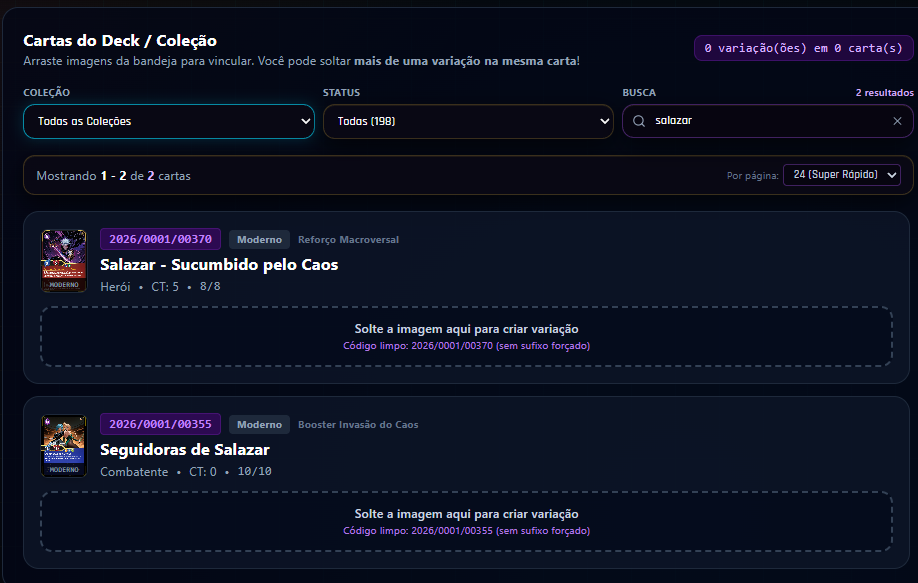 Cartas do Deck / Coleção
0 variação(ões) em 0 carta(s)
Arraste imagens da bandeja para vincular. Você pode soltar mais de uma variação na mesma carta!
COLEÇÃO
STATUS
BUSCA
2 resultados
Todas as Coleções
Todas (198)
salazar
Mostrando 1 - 2 de 2 cartas
Por página:
24 (Super Rápido)
2026/0001/00370
Moderno
Reforço Macroversal
Salazar - Sucumbido pelo Caos
Herói • CT: 5 • 8/8
MODERNO
Solte a imagem aqui para criar variação
Código limpo: 2026/0001/00370 (sem sufixo forçado)
2026/0001/00355
Moderno
Booster Invasão do Caos
Seguidoras de Salazar
Combatente • CT: 0 • 10/10
MODERNO
Solte a imagem aqui para criar variação
Código limpo: 2026/0001/00355 (sem sufixo forçado)